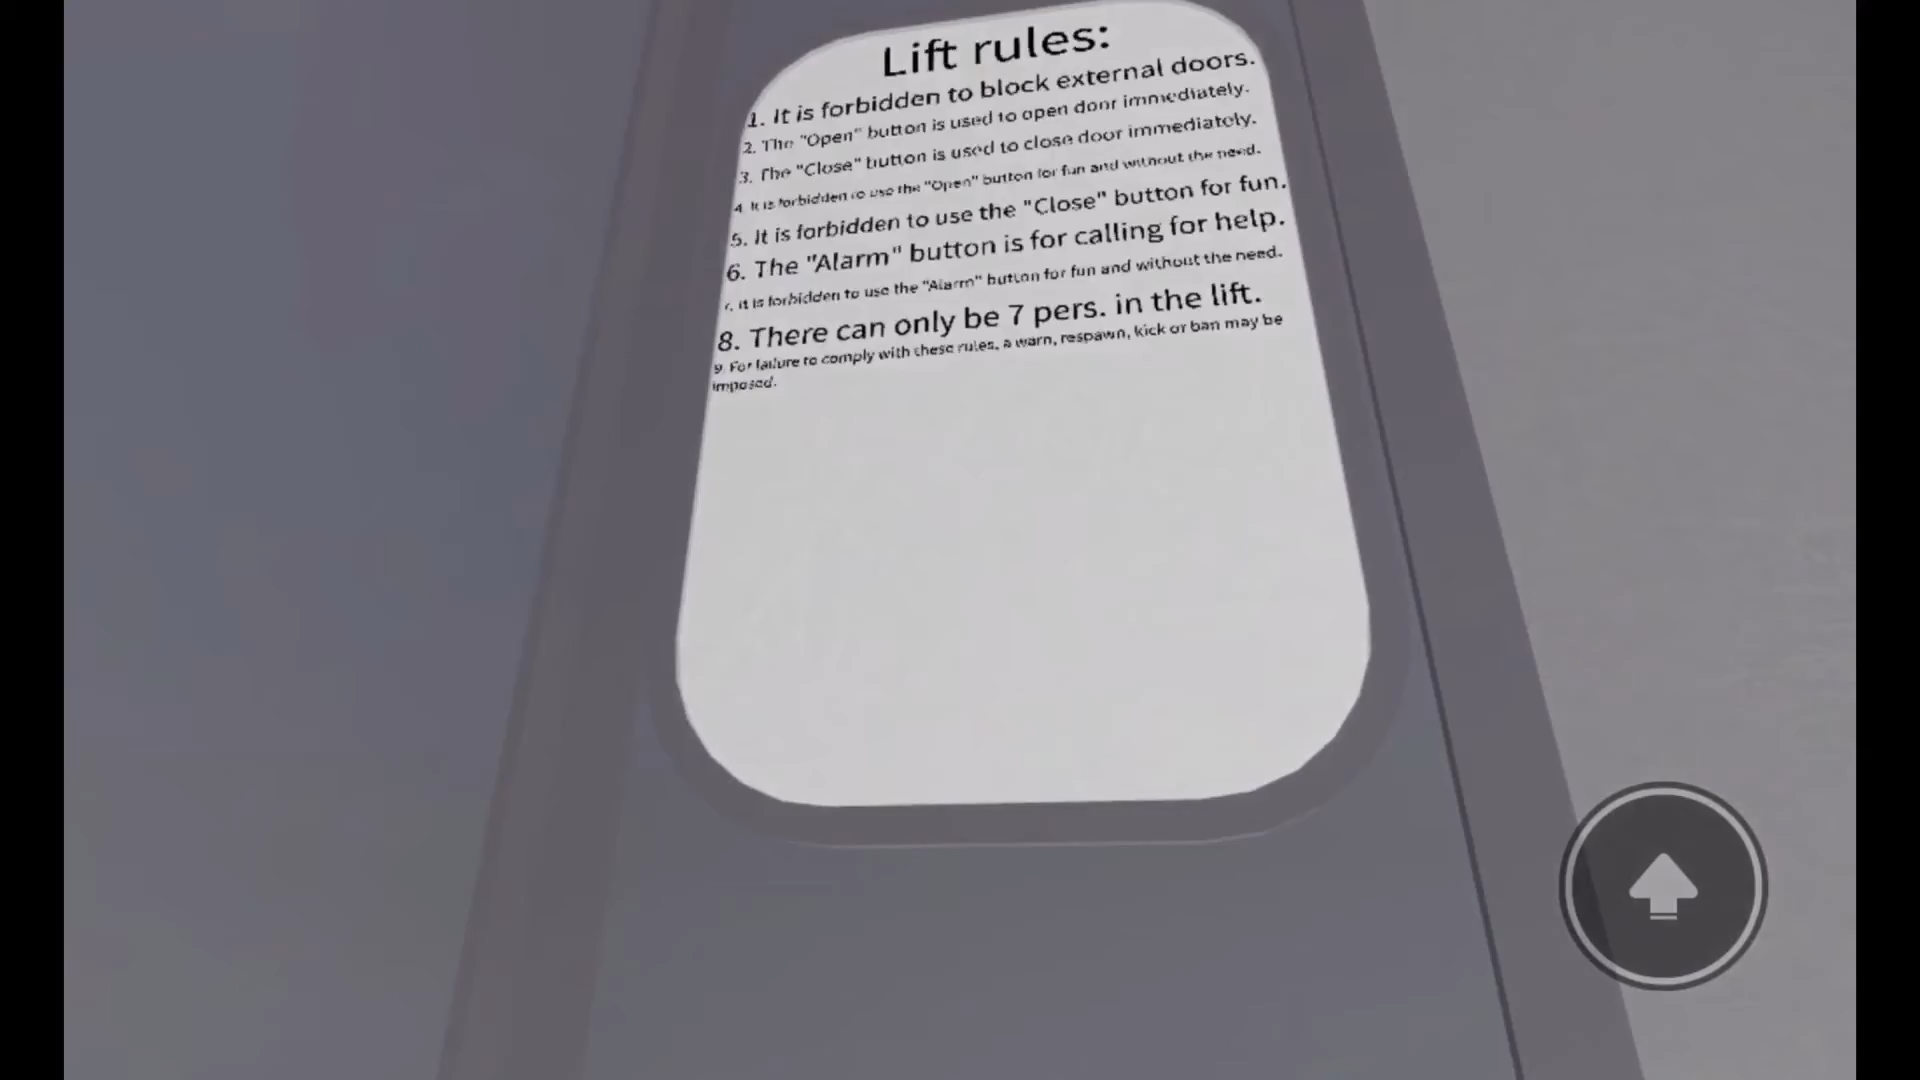 Lift rules:
1. It is forbidden to block external doors.
2. The "Open" button is used to open door immediately.
3. The "Close" button is used to close door immediately.
4. It is forbidden to use the "Open" button for fun and without the need.
5. It is forbidden to use the "Close" button for fun.
6. The "Alarm" button is for calling for help.
7. It is forbidden to use the "Alarm" button for fun and without the need.
8. There can only be 7 pers. in the lift.
9. For failure to comply with these rules, a warn, respawn, kick or ban may be
imposed.